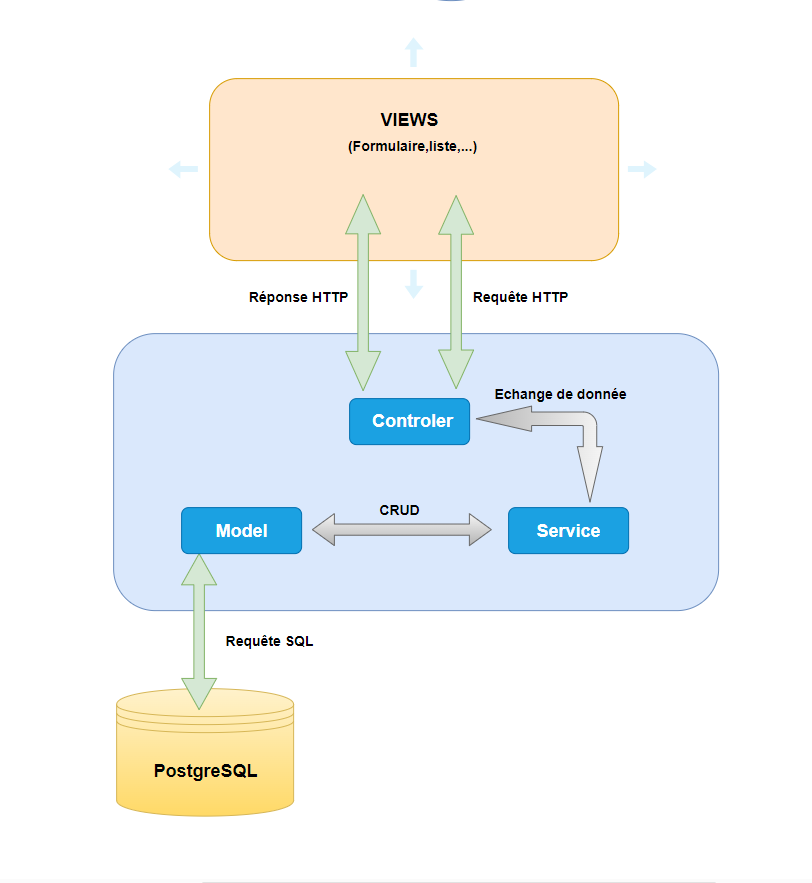 VIEWS
(Formulaire,liste,...)
Réponse HTTP
Requête HTTP
Echange de donnée
Controler
CRUD
Model
Service
Requête SQL
PostgreSQL